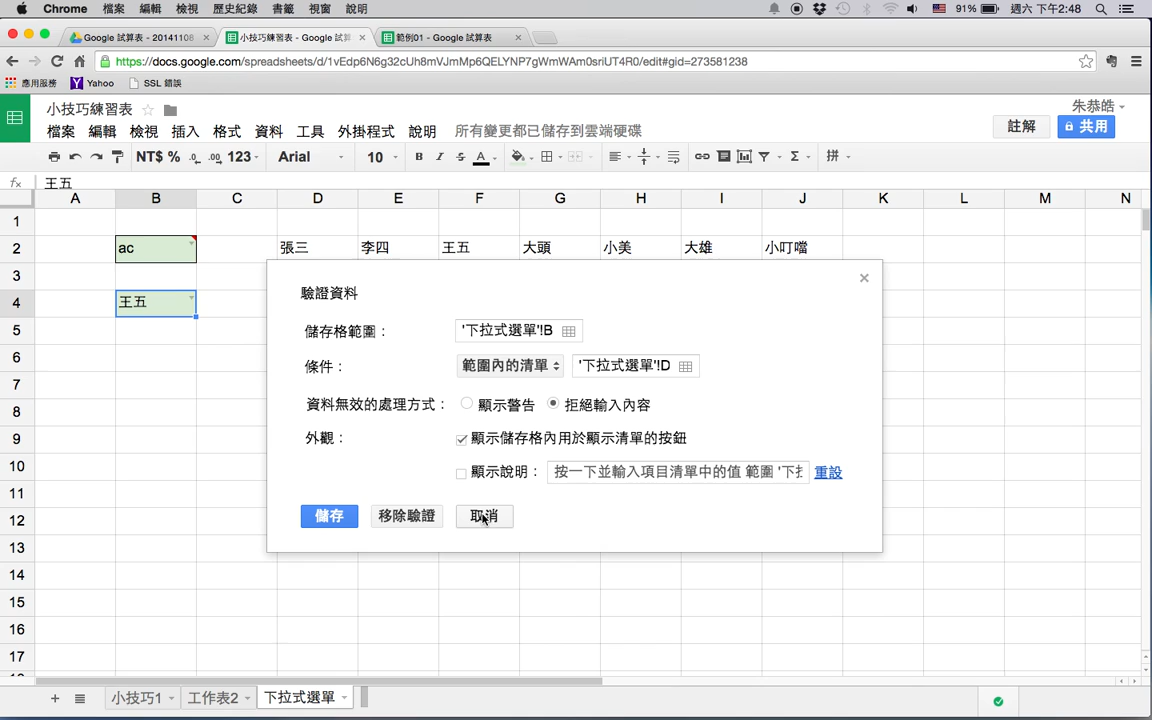 Chrome 檔案 編輯 檢視 歷史紀錄 書籤 視窗 說明 91% 週六 下午2:48
Google 試算表 - 20141108 小技巧練習表 - Google 試算 範例01 - Google 試算表
https://docs.google.com/spreadsheets/d/1vEdp6N6g32cUh8mVJmMp6QELYNP7gWmWAm0sriUT4R0/edit#gid=273581238
應用服務 Yahoo SSL 錯誤
小技巧練習表 朱恭皓
檔案 編輯 檢視 插入 格式 資料 工具 外掛程式 說明 所有變更都已儲存到雲端硬碟 註解 共用
NT$ % .0 .00 123 Arial 10 B I S A Σ 拼
fx 王五
A B C D E F G H I J K L M N
1
2 ac 張三 李四 王五 大頭 小美 大雄 小叮噹
3
驗證資料
4 王五
儲存格範圍： '下拉式選單'!B
5
6
條件： 範圍內的清單 '下拉式選單'!D
7
資料無效的處理方式： 顯示警告 拒絕輸入內容
8
9
外觀： 顯示儲存格內用於顯示清單的按鈕
10
顯示說明： 按一下並輸入項目清單中的值 範圍 '下 重設
11
12
儲存 移除驗證 取消
13
14
15
16
17
小技巧1 工作表2 下拉式選單